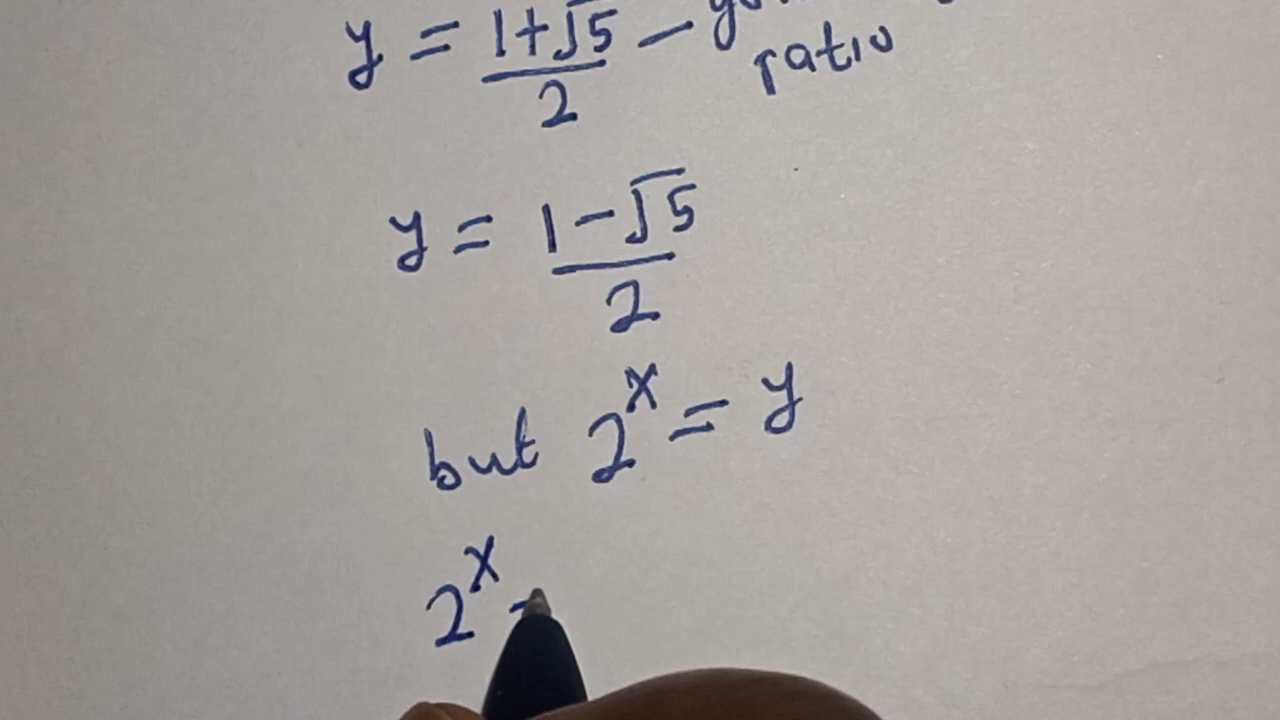 y = 1+√5/2 —
ratio
y = 1-√5/2
but 2^x = y
2^x